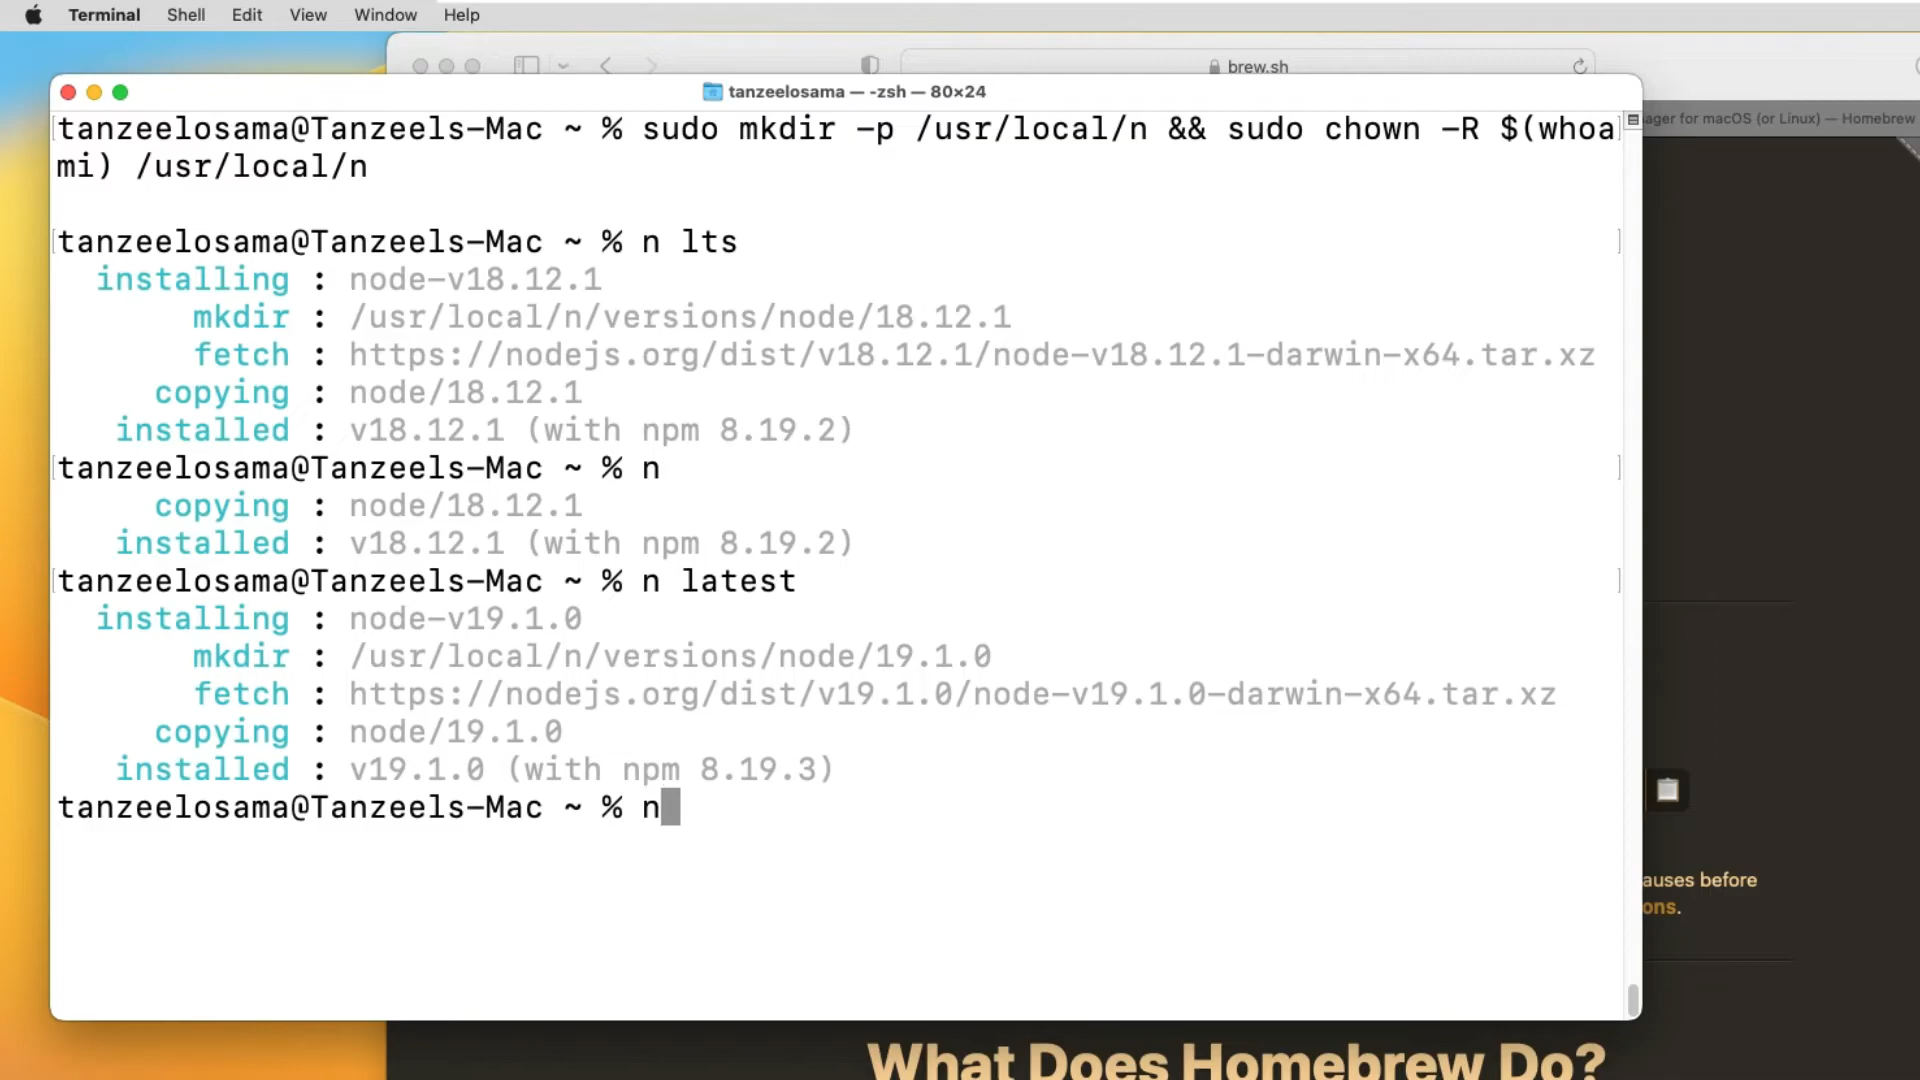 Terminal Shell Edit View Window Help
brew.sh
tanzeelosama — -zsh — 80×24
ager for macOS (or Linux) — Homebrew
tanzeelosama@Tanzeels-Mac ~ % sudo mkdir -p /usr/local/n && sudo chown -R $(whoa
mi) /usr/local/n
tanzeelosama@Tanzeels-Mac ~ % n lts
installing : node-v18.12.1
mkdir : /usr/local/n/versions/node/18.12.1
fetch : https://nodejs.org/dist/v18.12.1/node-v18.12.1-darwin-x64.tar.xz
copying : node/18.12.1
installed : v18.12.1 (with npm 8.19.2)
tanzeelosama@Tanzeels-Mac ~ % n
copying : node/18.12.1
installed : v18.12.1 (with npm 8.19.2)
tanzeelosama@Tanzeels-Mac ~ % n latest
installing : node-v19.1.0
mkdir : /usr/local/n/versions/node/19.1.0
fetch : https://nodejs.org/dist/v19.1.0/node-v19.1.0-darwin-x64.tar.xz
copying : node/19.1.0
installed : v19.1.0 (with npm 8.19.3)
tanzeelosama@Tanzeels-Mac ~ % n
auses before
ons.
What Does Homebrew Do?